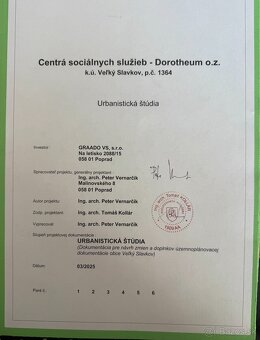 Centrá sociálnych služieb - Dorotheum o.z.
k.ú. Veľký Slavkov, p.č. 1364
Urbanistická štúdia
Investor
GRAADO VS, s.r.o.
Na letisko 2088/15
058 01 Poprad
Spracovateľ projektu, generálny projektant :
Ing. arch. Peter Vernarčík
Malinovského 8
058 01 Poprad
Autor projektu : Ing. arch. Peter Vernarčík
Zodp. projektant : Ing. arch. Tomáš Kollár
Vypracoval : Ing. arch. Peter Vernarčík
Stupeň projektovej dokumentácie :
URBANISTICKÁ ŠTÚDIA
(Dokumentácia pre návrh zmien a doplnkov územnoplánovacej
dokumentácie obce Veľký Slavkov)
Dátum: 03/2025
Paré č. 1 2 3 4 5 6